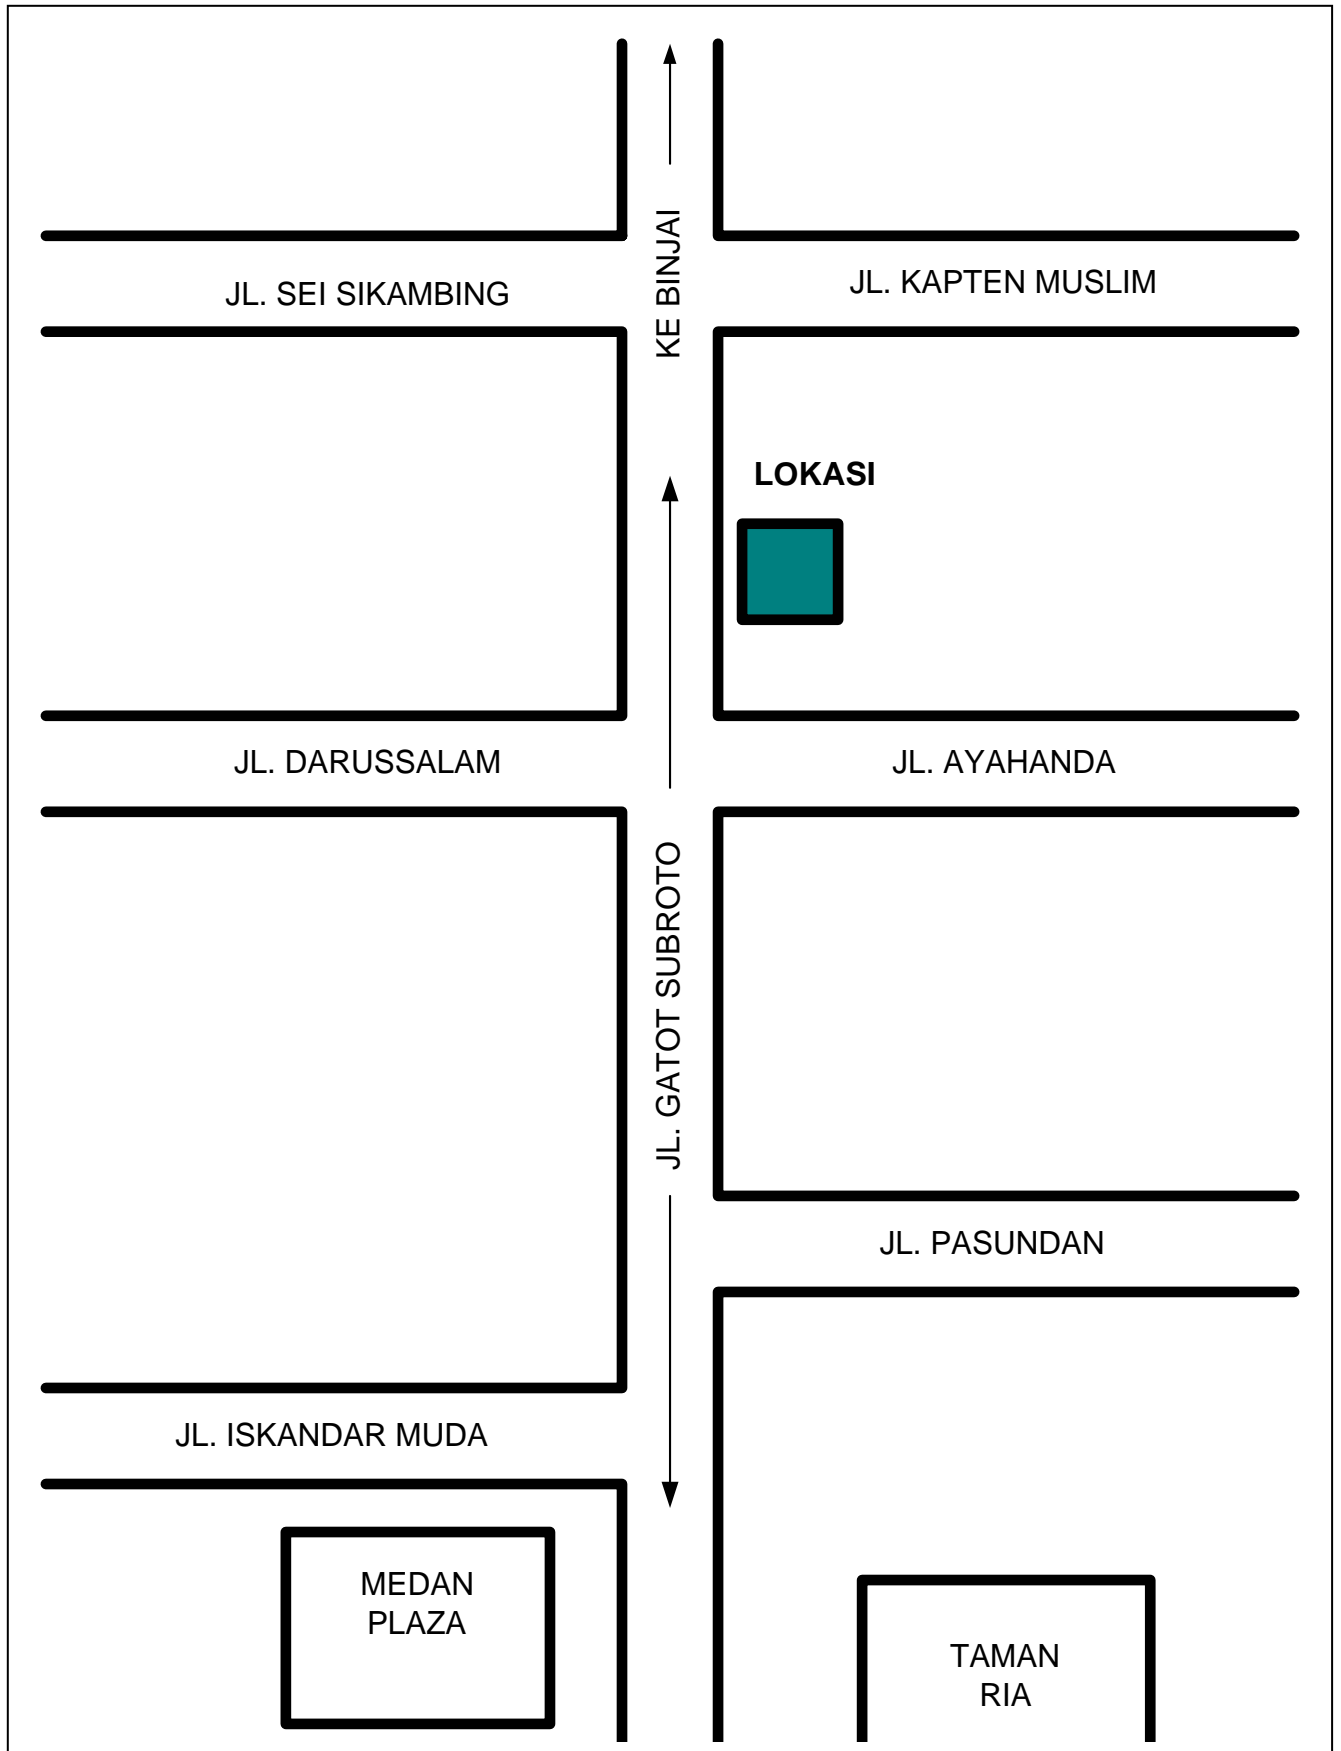 KE BINJAI
JL. SEI SIKAMBING
JL. KAPTEN MUSLIM
LOKASI
JL. DARUSSALAM
JL. AYAHANDA
JL. GATOT SUBROTO
JL. PASUNDAN
JL. ISKANDAR MUDA
MEDAN
PLAZA
TAMAN
RIA